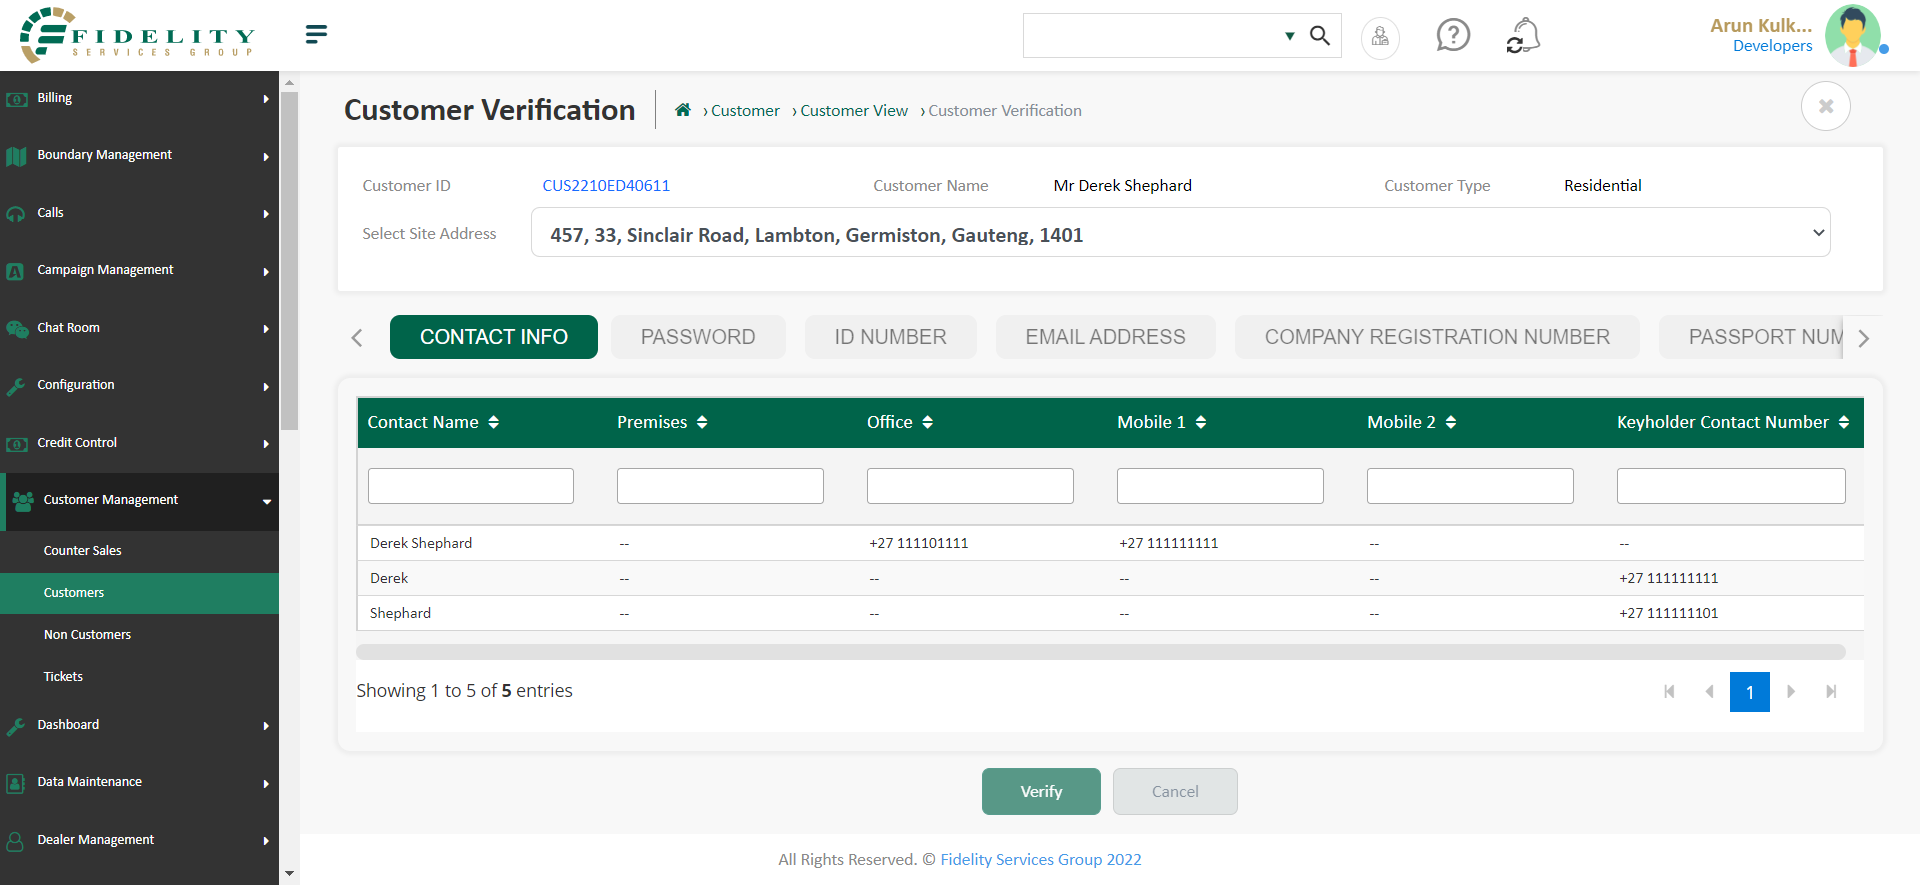 FIDELITY
SERVICES GROUP
Arun Kulk...
Developers
Billing
Boundary Management
Calls
Campaign Management
Chat Room
Configuration
Credit Control
Customer Management
Counter Sales
Customers
Non Customers
Tickets
Dashboard
Data Maintenance
Dealer Management
Customer Verification
› Customer › Customer View › Customer Verification
Customer ID CUS2210ED40611 Customer Name Mr Derek Shephard Customer Type Residential
Select Site Address 457, 33, Sinclair Road, Lambton, Germiston, Gauteng, 1401
CONTACT INFO PASSWORD ID NUMBER EMAIL ADDRESS COMPANY REGISTRATION NUMBER PASSPORT NUM
Contact Name Premises Office Mobile 1 Mobile 2 Keyholder Contact Number
Derek Shephard -- +27 111101111 +27 111111111 -- --
Derek -- -- -- -- +27 111111111
Shephard -- -- -- -- +27 111111101
Showing 1 to 5 of 5 entries
1
Verify Cancel
All Rights Reserved. © Fidelity Services Group 2022